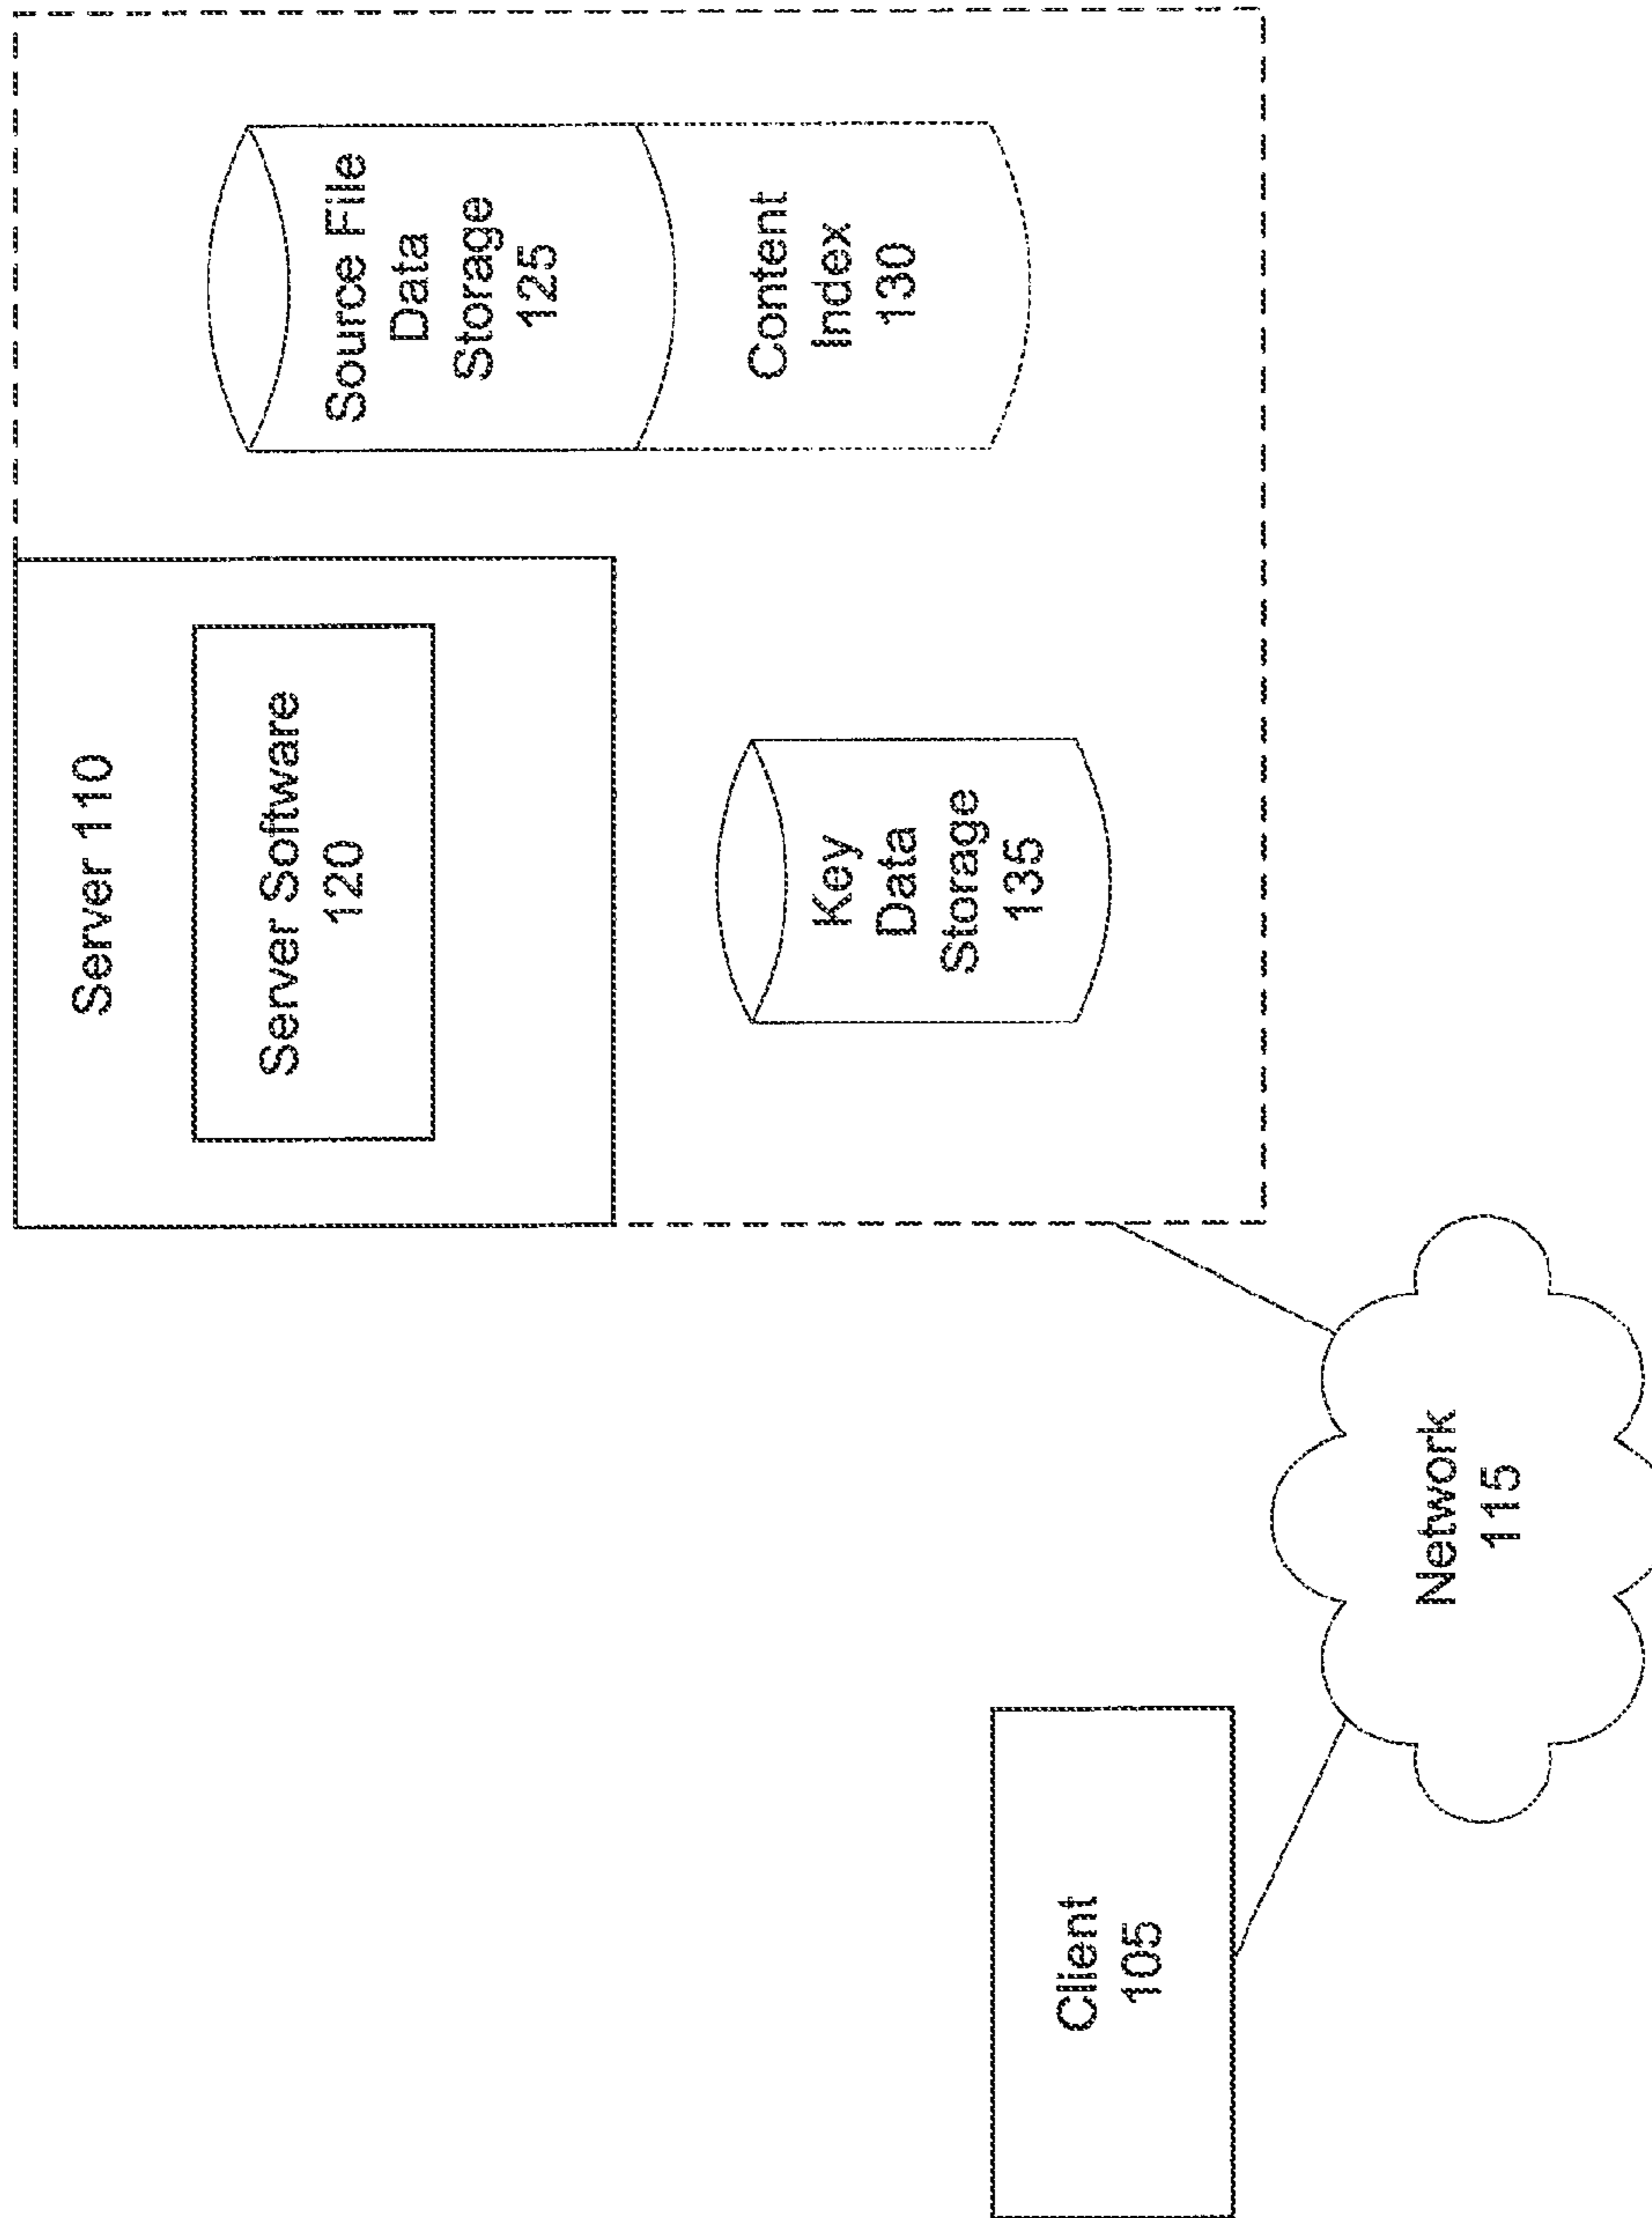 Server 110
Server Software
120
Source File
Data
Storage
125
Content
Index
130
Key
Data
Storage
135
Client
105
Network
115